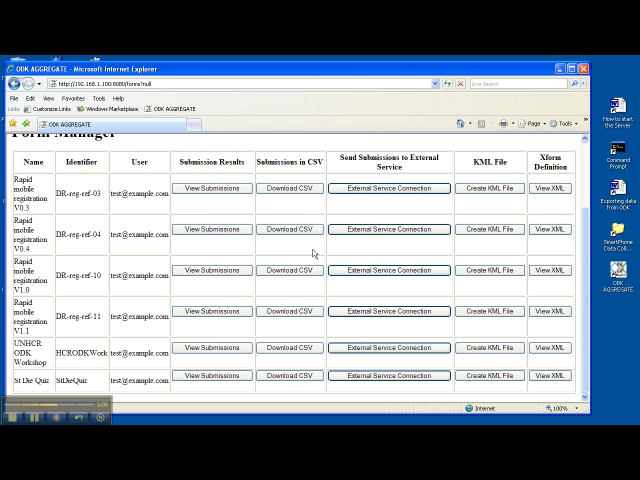 ODK AGGREGATE - Microsoft Internet Explorer
http://192.168.1.100:8080/forms?null
Live Search
File Edit View Favorites Tools Help
Links Customize Links Windows Marketplace ODK AGGREGATE
ODK AGGREGATE
Page Tools
Form Manager
Name Identifier User Submission Results Submissions in CSV Send Submissions to External Service KML File Xform Definition
Rapid mobile registration V0.3 DR-reg-ref-03 test@example.com View Submissions Download CSV External Service Connection Create KML File View XML
Rapid mobile registration V0.4 DR-reg-ref-04 test@example.com View Submissions Download CSV External Service Connection Create KML File View XML
Rapid mobile registration V1.0 DR-reg-ref-10 test@example.com View Submissions Download CSV External Service Connection Create KML File View XML
Rapid mobile registration V1.1 DR-reg-ref-11 test@example.com View Submissions Download CSV External Service Connection Create KML File View XML
UNHCR ODK Workshop HCRODKWork test@example.com View Submissions Download CSV External Service Connection Create KML File View XML
St Die Quiz StDieQuiz test@example.com View Submissions Download CSV External Service Connection Create KML File View XML
Internet 100%
3:00
How to start the Server
Command Prompt
Exporting data from ODK
SmartPhone Data Coll...
ODK AGGREGATE